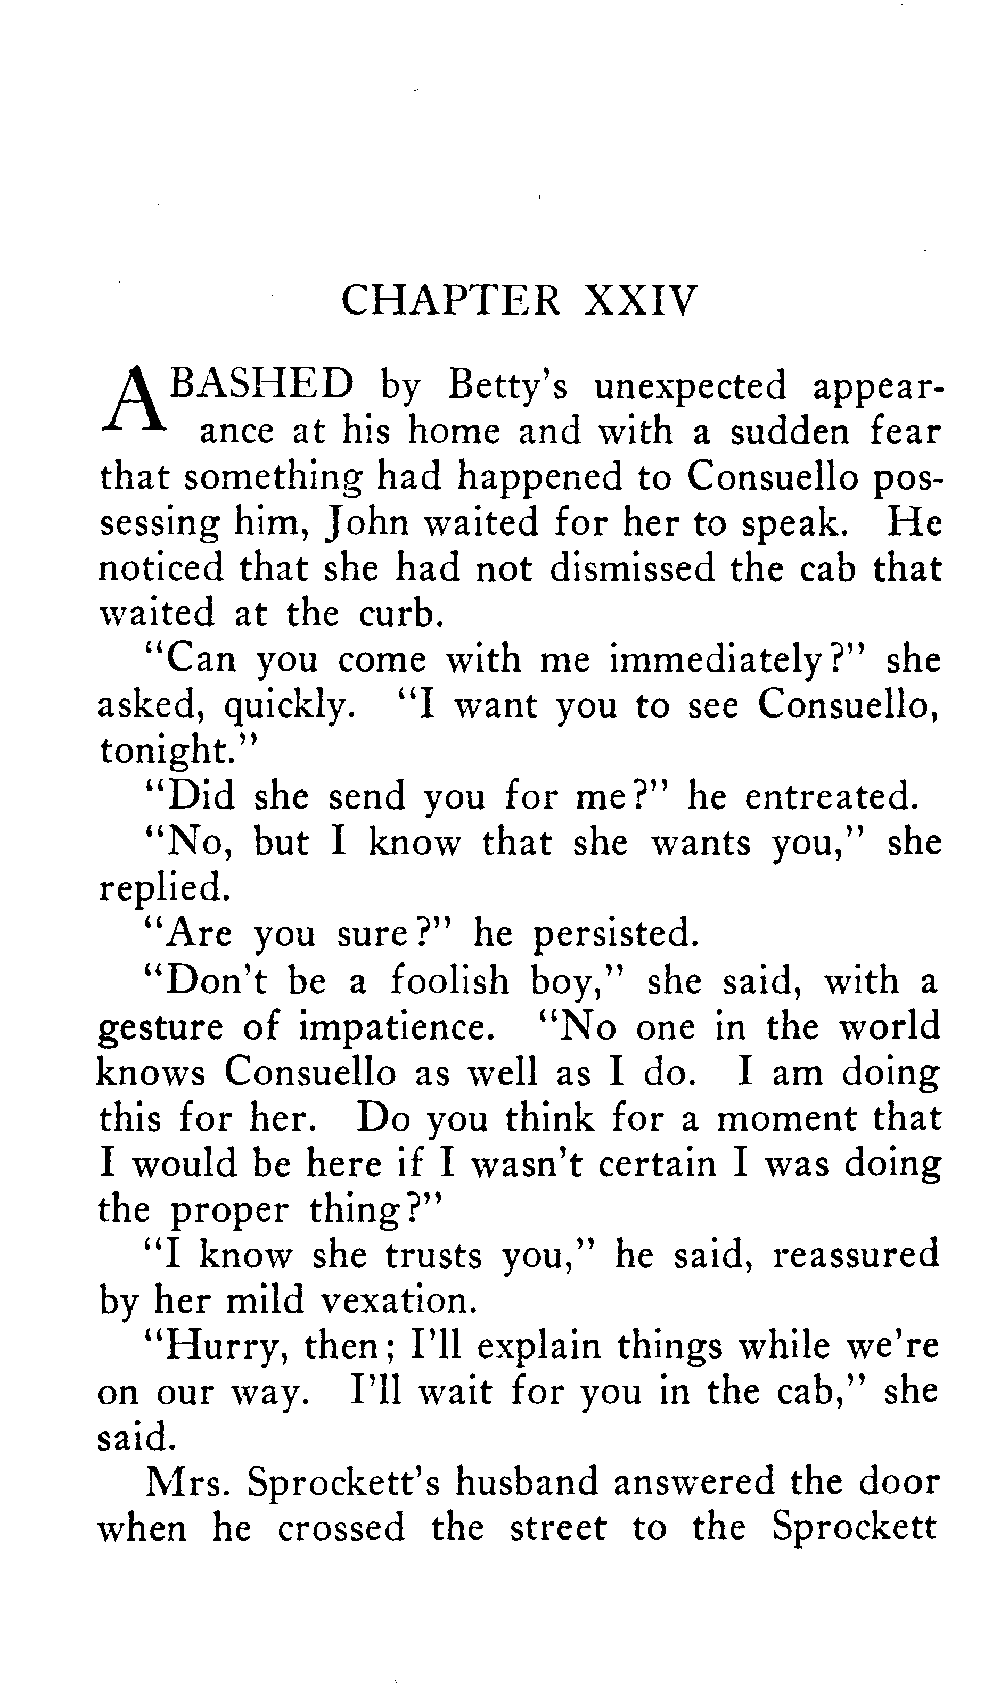 CHAPTER XXIV
ABASHED by Betty's unexpected appear-
ance at his home and with a sudden fear
that something had happened to Consuello pos-
sessing him, John waited for her to speak. He
noticed that she had not dismissed the cab that
waited at the curb.
"Can you come with me immediately?" she
asked, quickly. "I want you to see Consuello,
tonight."
"Did she send you for me?" he entreated.
"No, but I know that she wants you," she
replied.
"Are you sure?" he persisted.
"Don't be a foolish boy," she said, with a
gesture of impatience. "No one in the world
knows Consuello as well as I do. I am doing
this for her. Do you think for a moment that
I would be here if I wasn't certain I was doing
the proper thing?"
"I know she trusts you," he said, reassured
by her mild vexation.
"Hurry, then; I'll explain things while we're
on our way. I'll wait for you in the cab," she
said.
Mrs. Sprockett's husband answered the door
when he crossed the street to the Sprockett